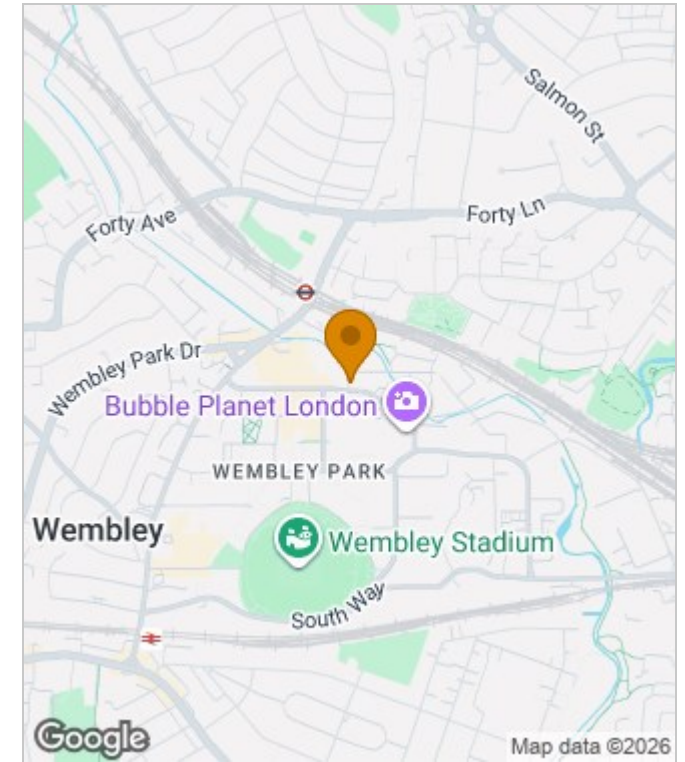 Salmon St
Forty Ave
Forty Ln
Wembley Park Dr
Bubble Planet London
WEMBLEY PARK
Wembley
Wembley Stadium
South Way
Google
Map data ©2026